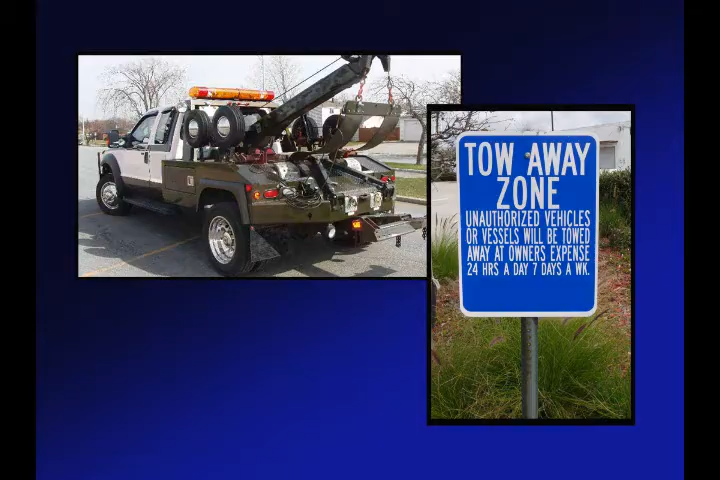 TOW AWAY
ZONE
UNAUTHORIZED VEHICLES
OR VESSELS WILL BE TOWED
AWAY AT OWNERS EXPENSE
24 HRS A DAY 7 DAYS A WK.